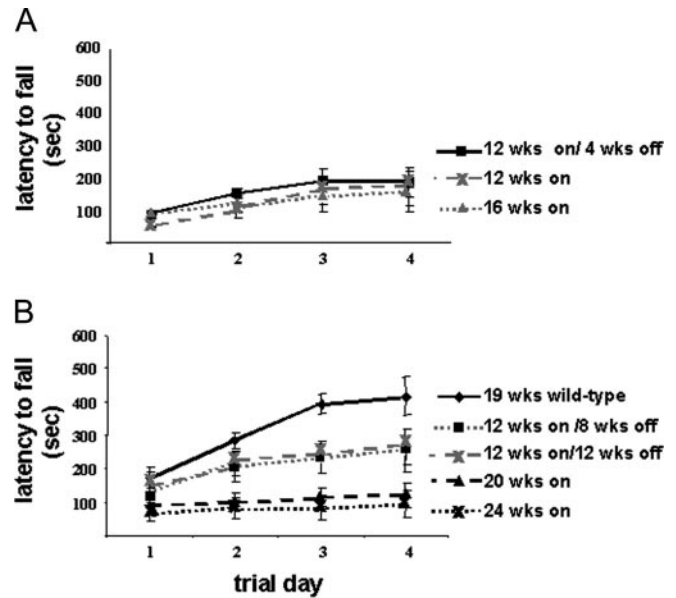 A
600
500
400
300
200
100
latency to fall
(sec)
1 2 3 4
12 wks on/ 4 wks off
12 wks on
16 wks on
B
600
500
400
300
200
100
latency to fall
(sec)
1 2 3 4
trial day
19 wks wild-type
12 wks on /8 wks off
12 wks on/12 wks off
20 wks on
24 wks on